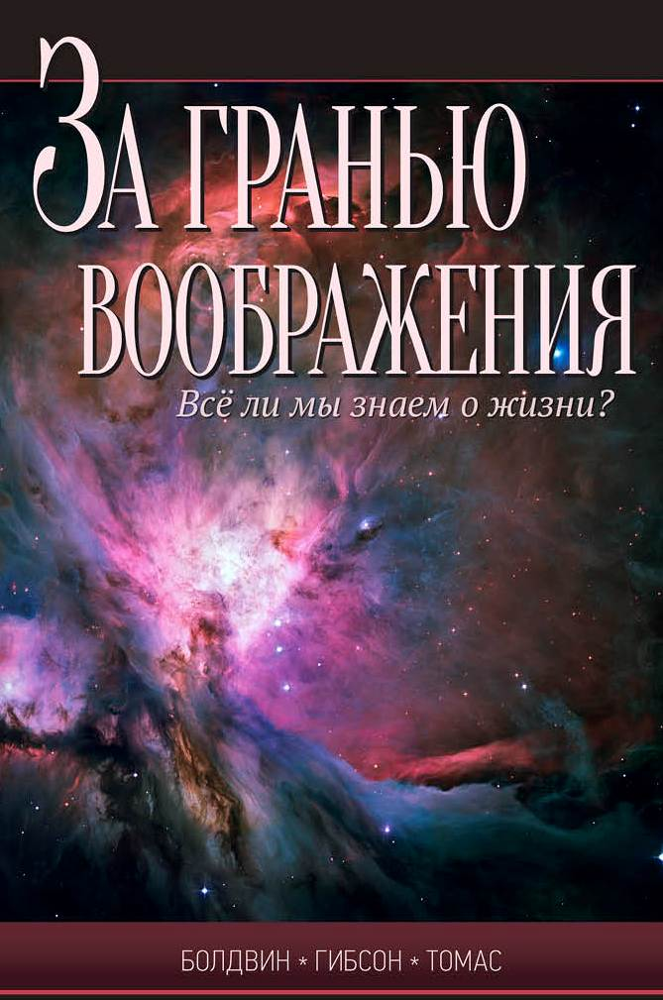 За гранью
воображения
Всё ли мы знаем о жизни?
БОЛДВИН * ГИБСОН * ТОМАС